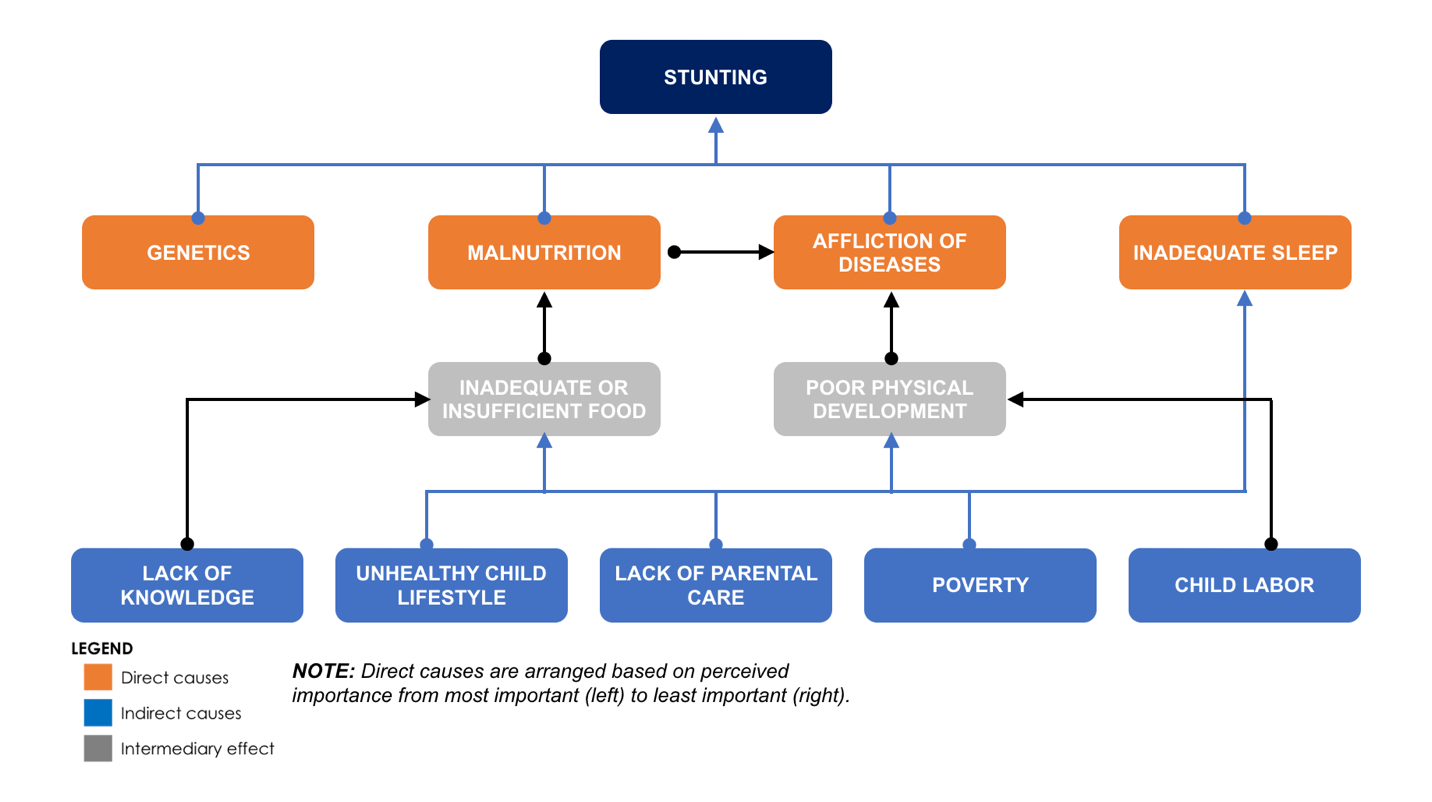 STUNTING
GENETICS
MALNUTRITION
AFFLICTION OF
DISEASES
INADEQUATE SLEEP
INADEQUATE OR
INSUFFICIENT FOOD
POOR PHYSICAL
DEVELOPMENT
LACK OF
KNOWLEDGE
UNHEALTHY CHILD
LIFESTYLE
LACK OF PARENTAL
CARE
POVERTY
CHILD LABOR
LEGEND
Direct causes
Indirect causes
Intermediary effect
NOTE: Direct causes are arranged based on perceived
importance from most important (left) to least important (right).